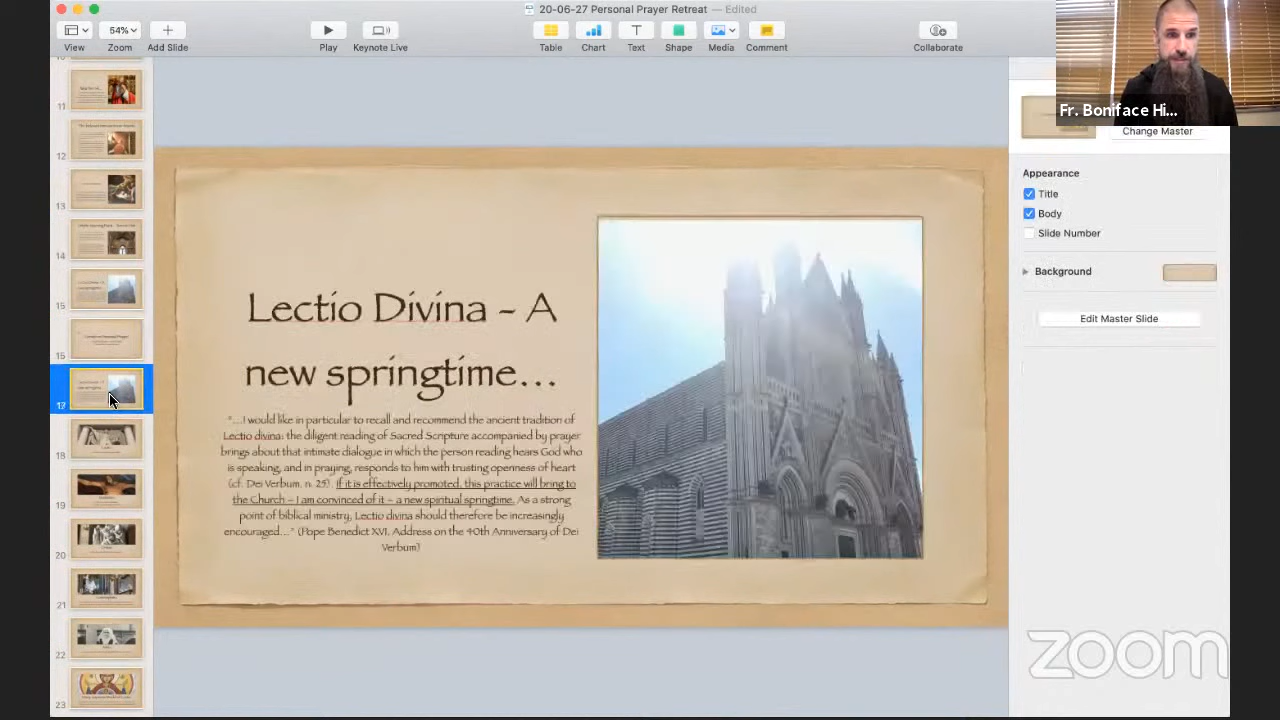 20-06-27 Personal Prayer Retreat — Edited
54%
View
Zoom
Add Slide
Play
Keynote Live
Table
Chart
Text
Shape
Media
Comment
Collaborate
Fr. Boniface Hi...
Change Master
Appearance
Title
Body
Slide Number
Background
Edit Master Slide
11
12
13
14
15
15
17
18
19
20
21
22
23
Lectio Divina - A
new springtime...
"...I would like in particular to recall and recommend the ancient tradition of
Lectio divina: the diligent reading of Sacred Scripture accompanied by prayer
brings about that intimate dialogue in which the person reading hears God who
is speaking, and in praying, responds to him with trusting openness of heart
(cf. Dei Verbum, n. 25). If it is effectively promoted, this practice will bring to
the Church – I am convinced of it – a new spiritual springtime. As a strong
point of biblical ministry, Lectio divina should therefore be increasingly
encouraged..." (Pope Benedict XVI, Address on the 40th Anniversary of Dei
Verbum)
zoom